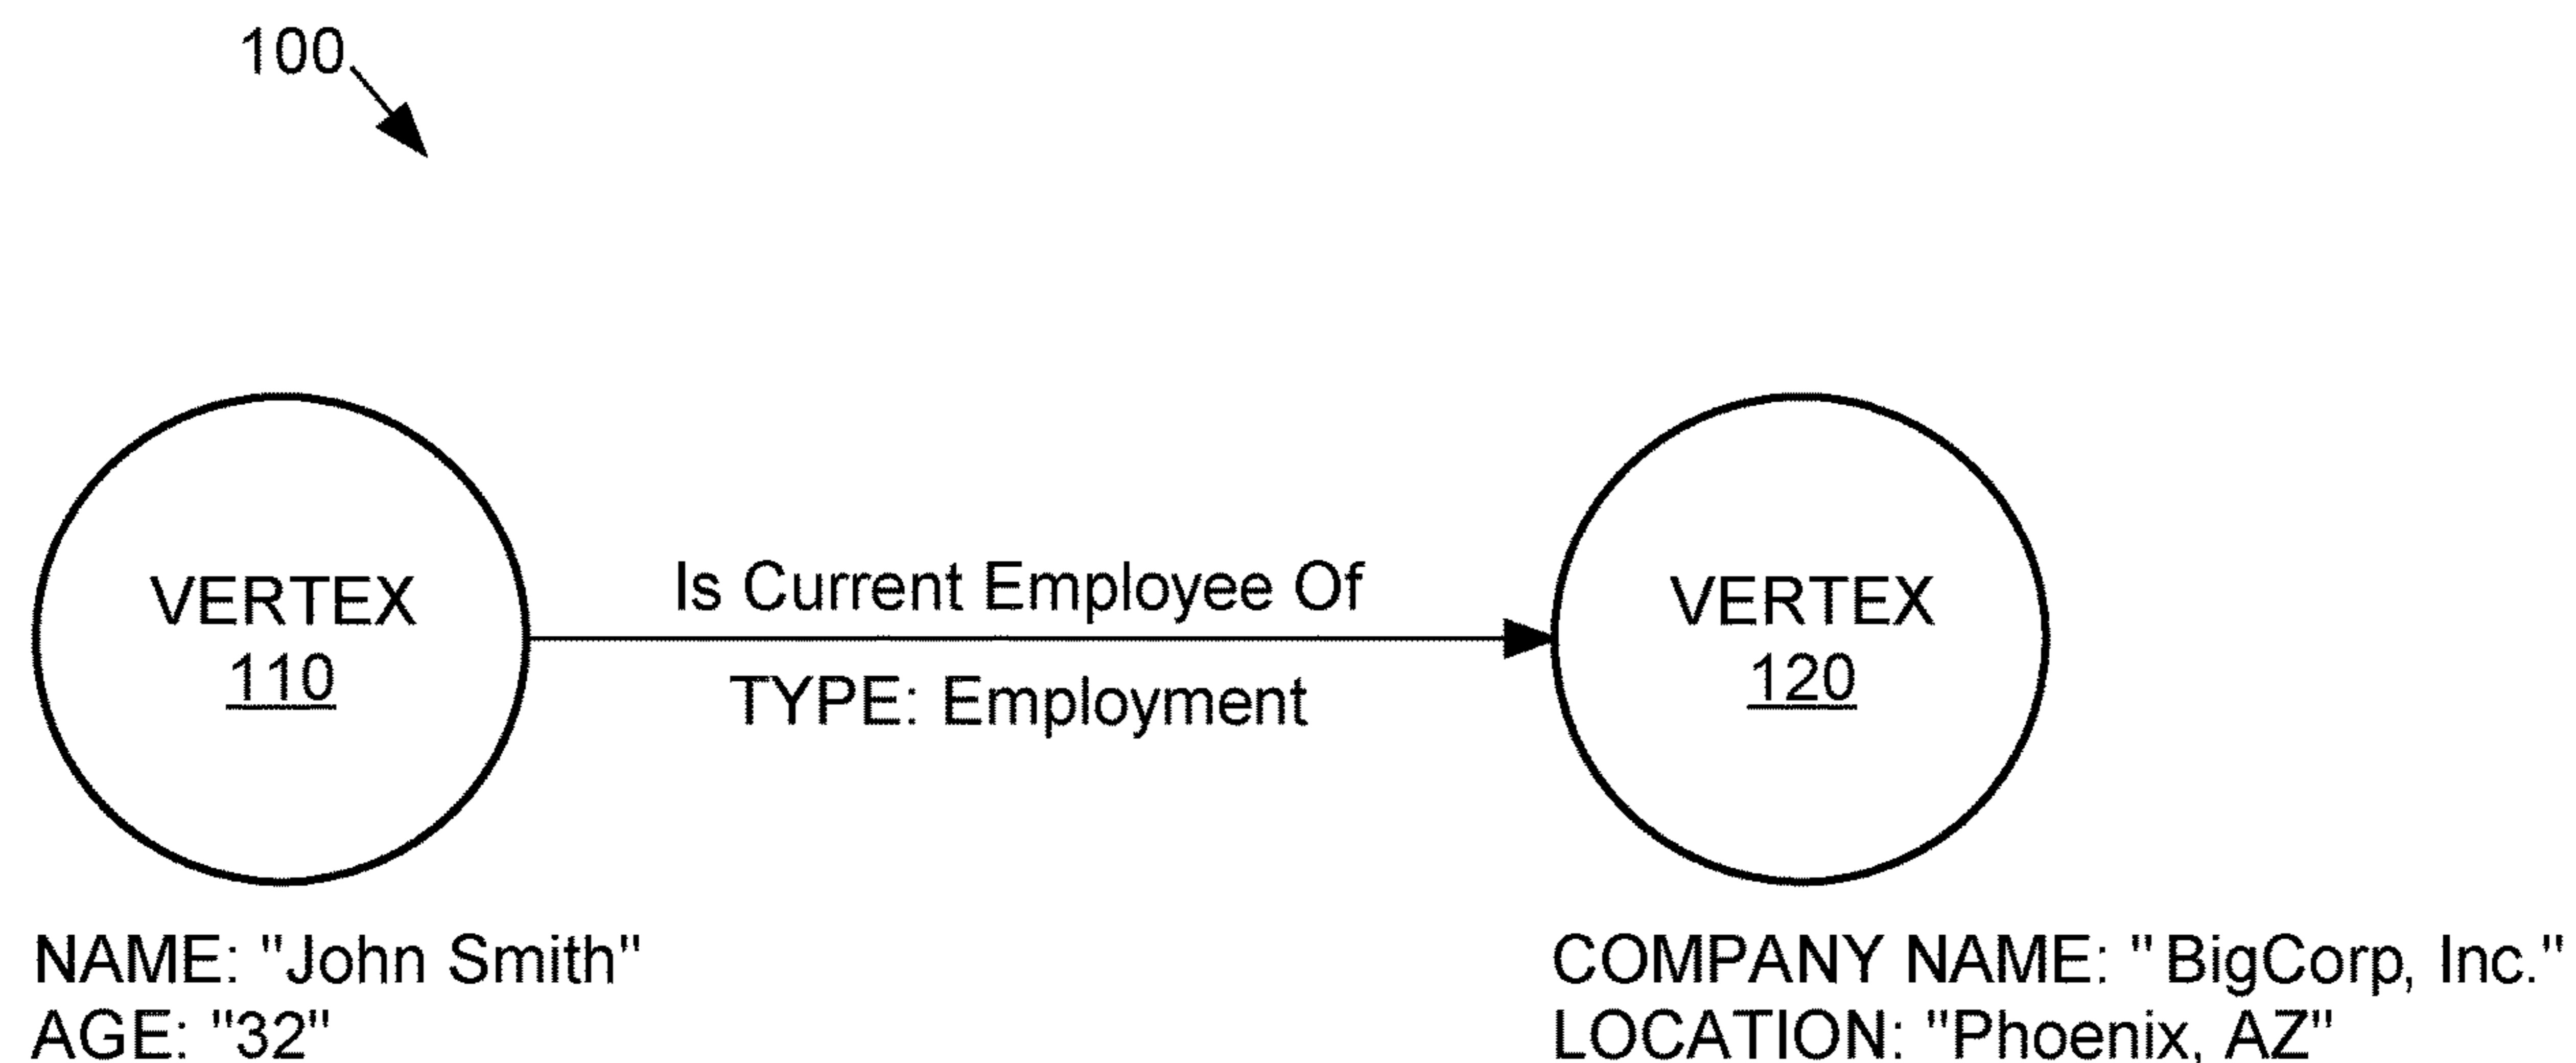 100
VERTEX
110
Is Current Employee Of
TYPE: Employment
VERTEX
120
NAME: "John Smith"
AGE: "32"
COMPANY NAME: "BigCorp, Inc."
LOCATION: "Phoenix, AZ"